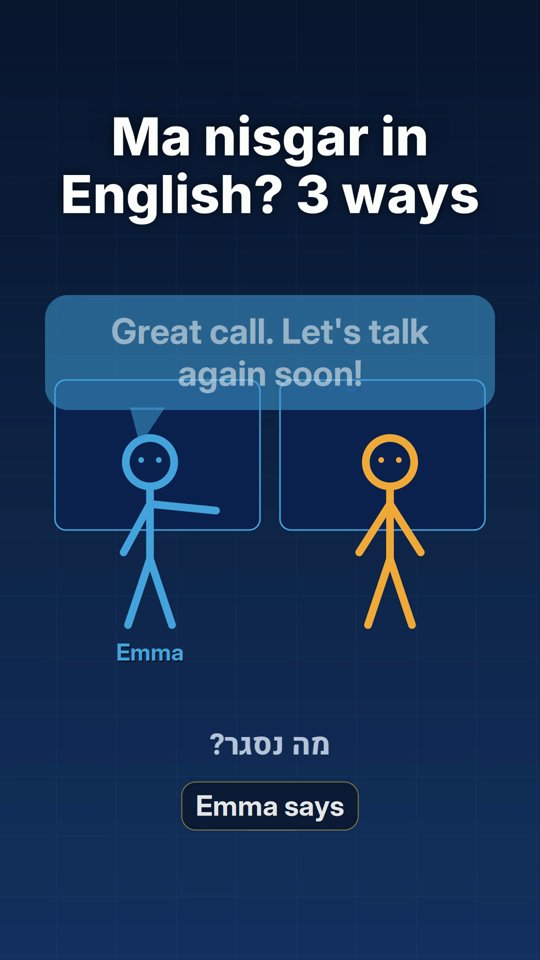 Ma nisgar in
English? 3 ways
Great call. Let's talk
again soon!
Emma
מה נסגר?
Emma says